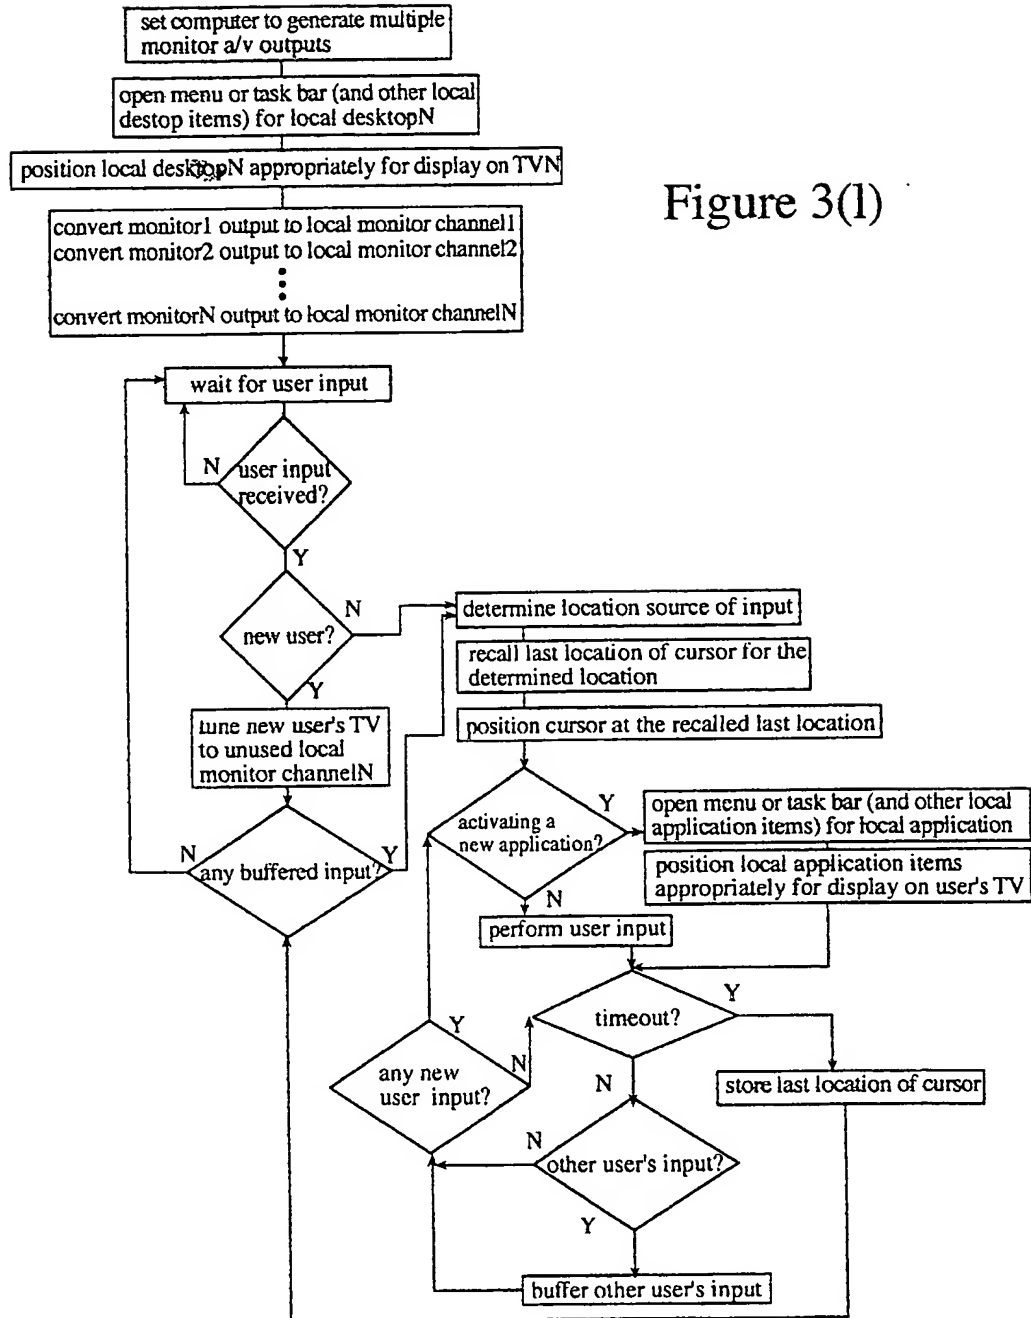 set computer to generate multiple
monitor a/v outputs
open menu or task bar (and other local
destop items) for local desktopN
position local desktopN appropriately for display on TVN
Figure 3(l)
convert monitor1 output to local monitor channel1
convert monitor2 output to local monitor channel2
convert monitorN output to local monitor channelN
wait for user input
N
user input
received?
Y
new user?
N
Y
determine location source of input
recall last location of cursor for the
determined location
position cursor at the recalled last location
tune new user's TV
to unused local
monitor channelN
N
any buffered input?
Y
activating a
new application?
Y
N
open menu or task bar (and other local
application items) for local application
position local application items
appropriately for display on user's TV
perform user input
timeout?
Y
N
Y
any new
user input?
N
store last location of cursor
N
other user's input?
Y
buffer other user's input